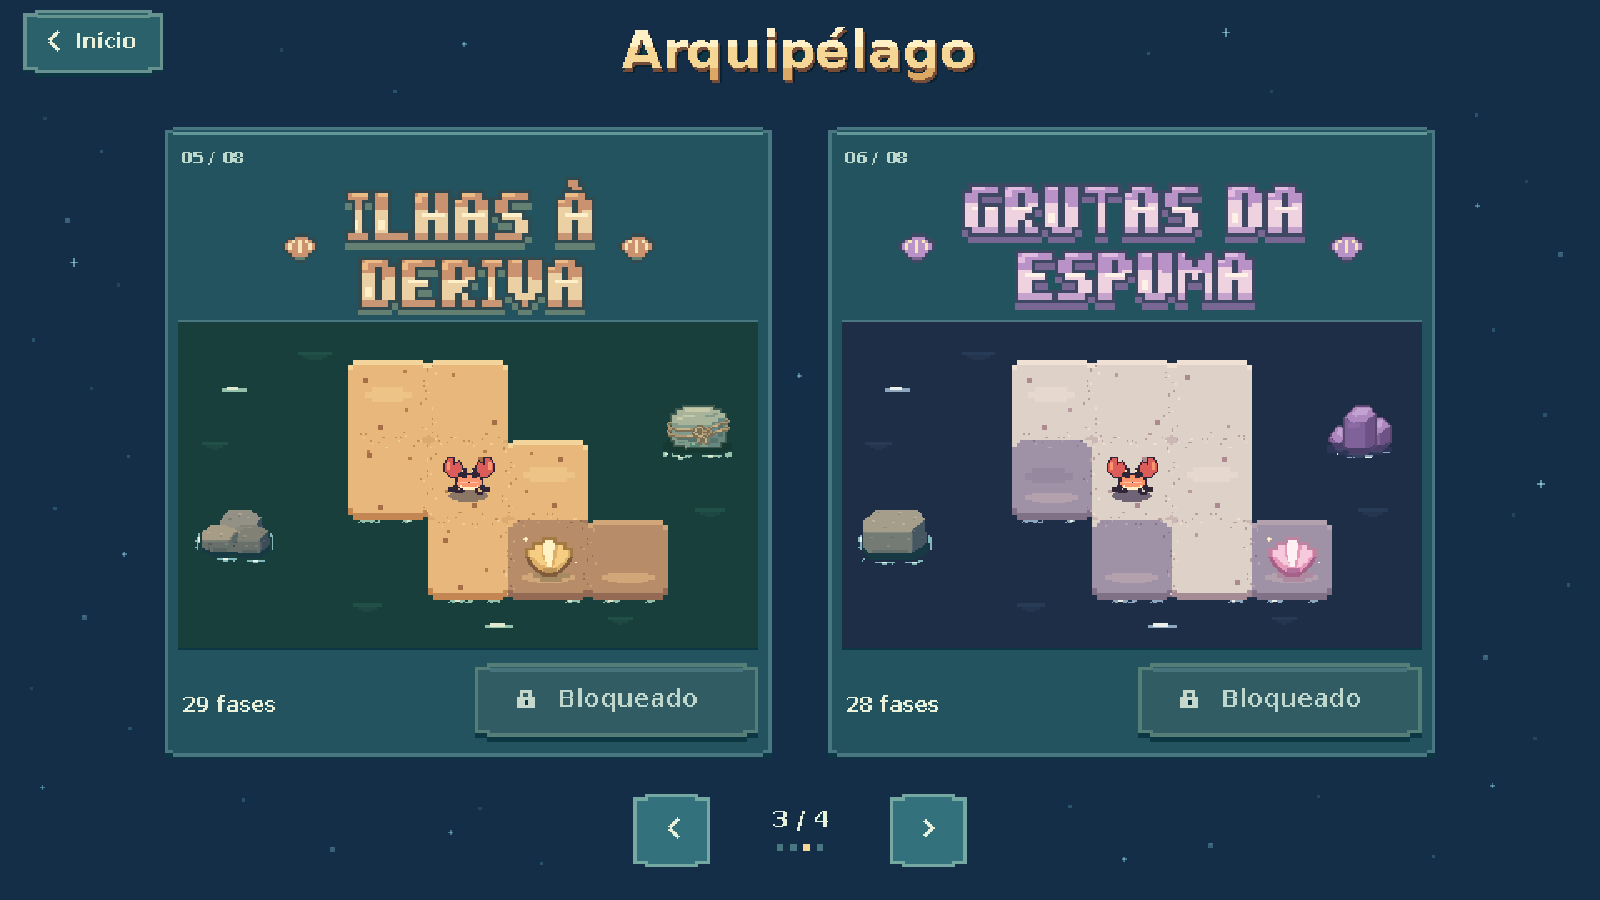 Início
Arquipélago
05 / 08
ILHAS À
DERIVA
29 fases
Bloqueado
06 / 08
GRUTAS DA
ESPUMA
28 fases
Bloqueado
3 / 4